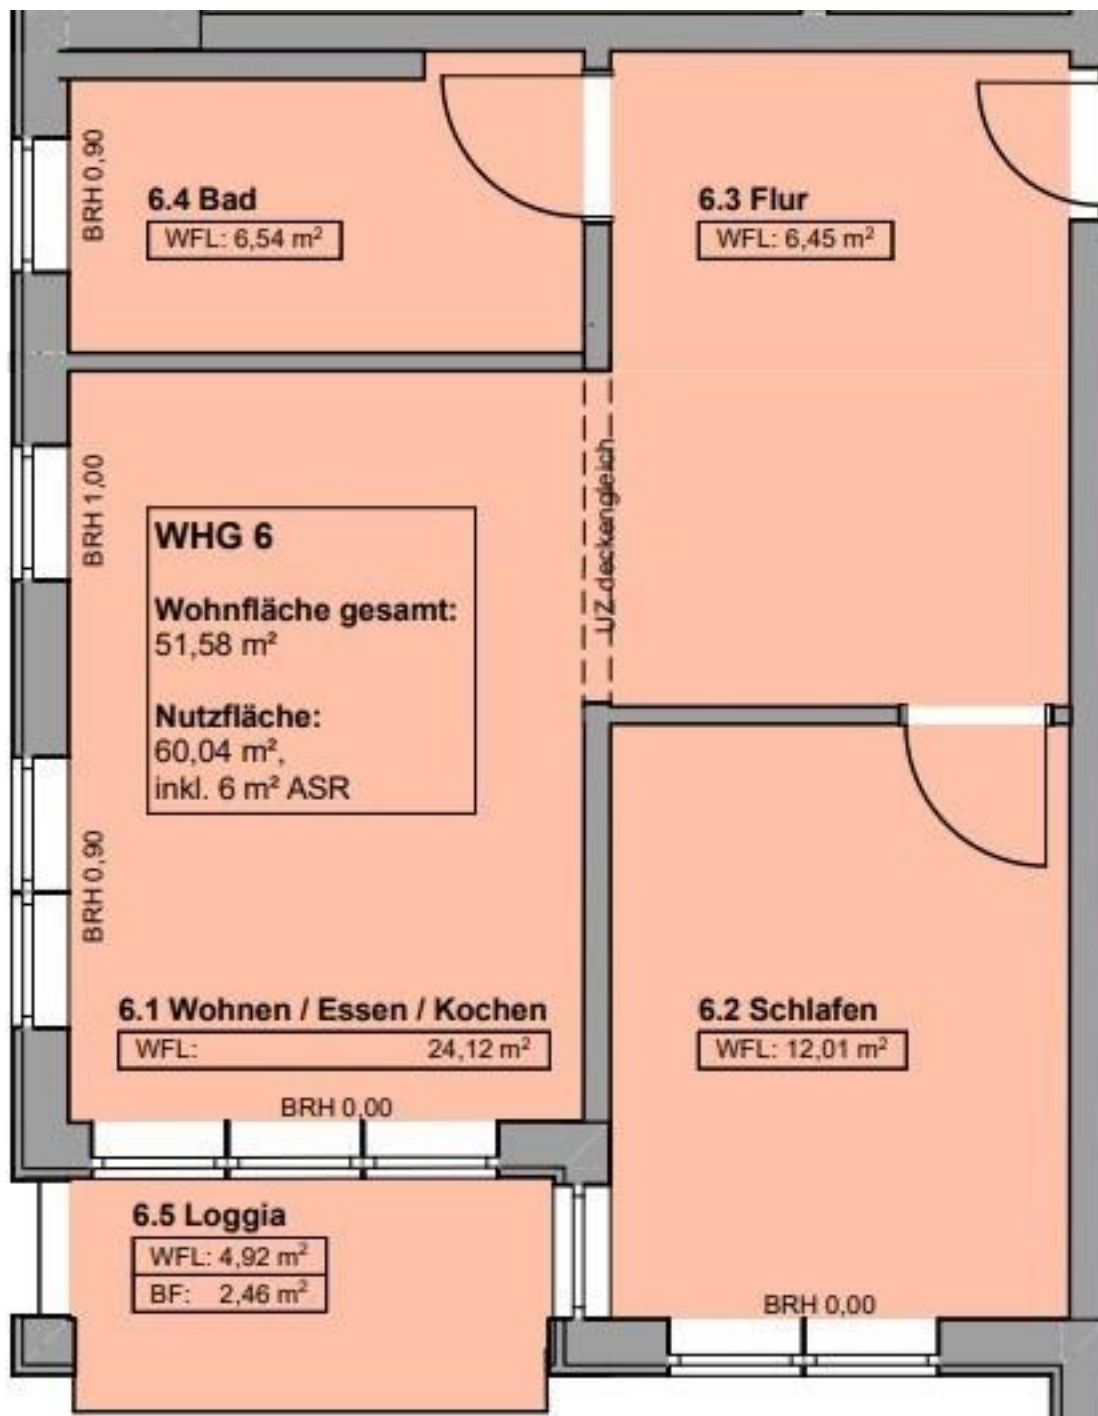 BRH 0,90
6.4 Bad
WFL: 6,54 m²
6.3 Flur
WFL: 6,45 m²
BRH 1,00
UZ deckengleich
WHG 6
Wohnfläche gesamt:
51,58 m²
Nutzfläche:
60,04 m²,
inkl. 6 m² ASR
BRH 0,90
6.1 Wohnen / Essen / Kochen
WFL: 24,12 m²
6.2 Schlafen
WFL: 12,01 m²
BRH 0,00
6.5 Loggia
WFL: 4,92 m²
BF: 2,46 m²
BRH 0,00